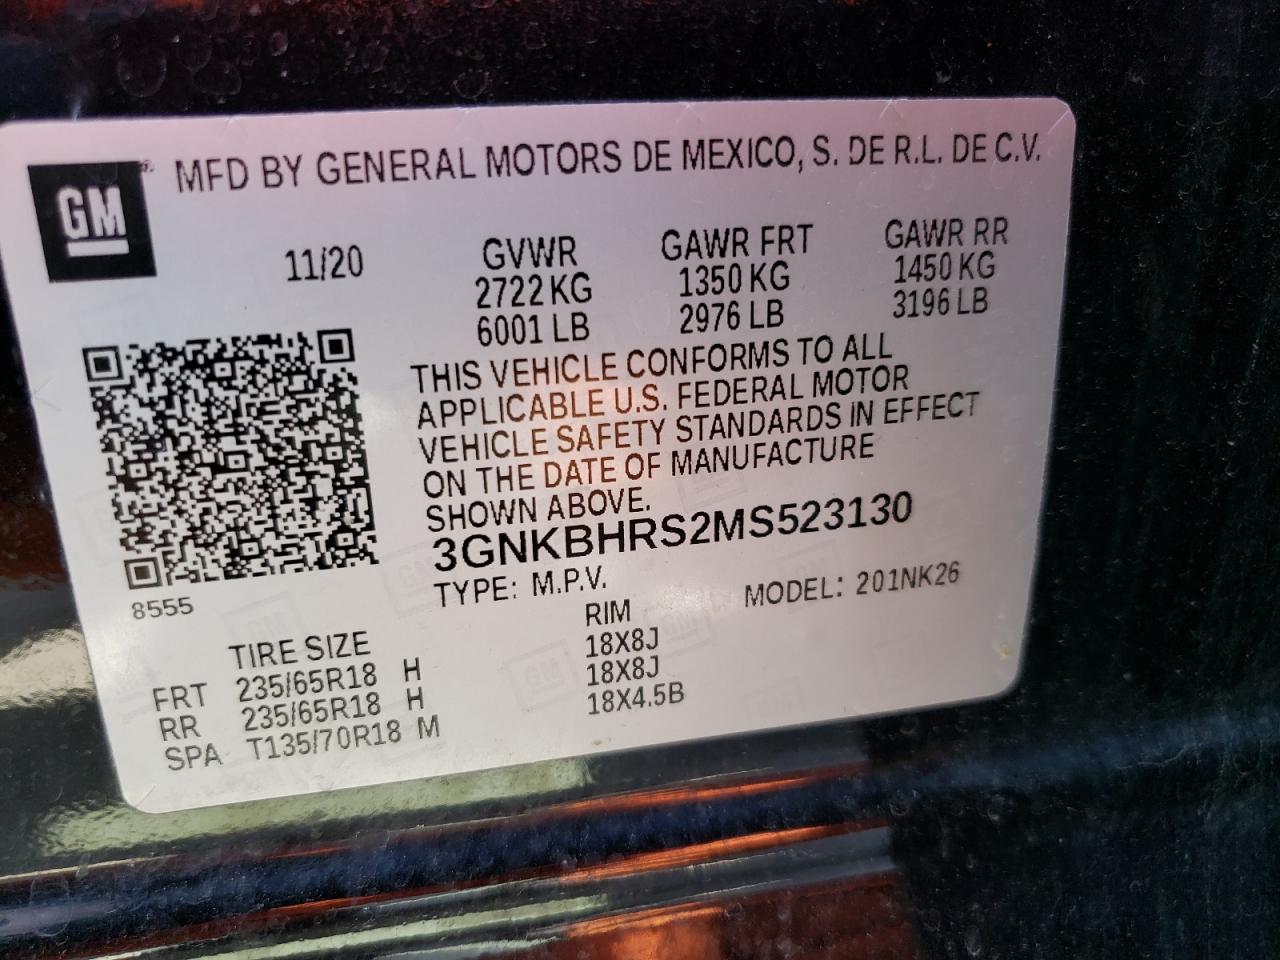 GM MFD BY GENERAL MOTORS DE MEXICO, S. DE R.L. DE C.V.
11/20 GVWR GAWR FRT GAWR RR
2722 KG 1350 KG 1450 KG
6001 LB 2976 LB 3196 LB
THIS VEHICLE CONFORMS TO ALL
APPLICABLE U.S. FEDERAL MOTOR
VEHICLE SAFETY STANDARDS IN EFFECT
ON THE DATE OF MANUFACTURE
SHOWN ABOVE.
3GNKBHRS2MS523130
8555 TYPE: M.P.V. MODEL: 201NK26
TIRE SIZE RIM
FRT 235/65R18 H 18X8J
RR 235/65R18 H 18X8J
SPA T135/70R18 M 18X4.5B